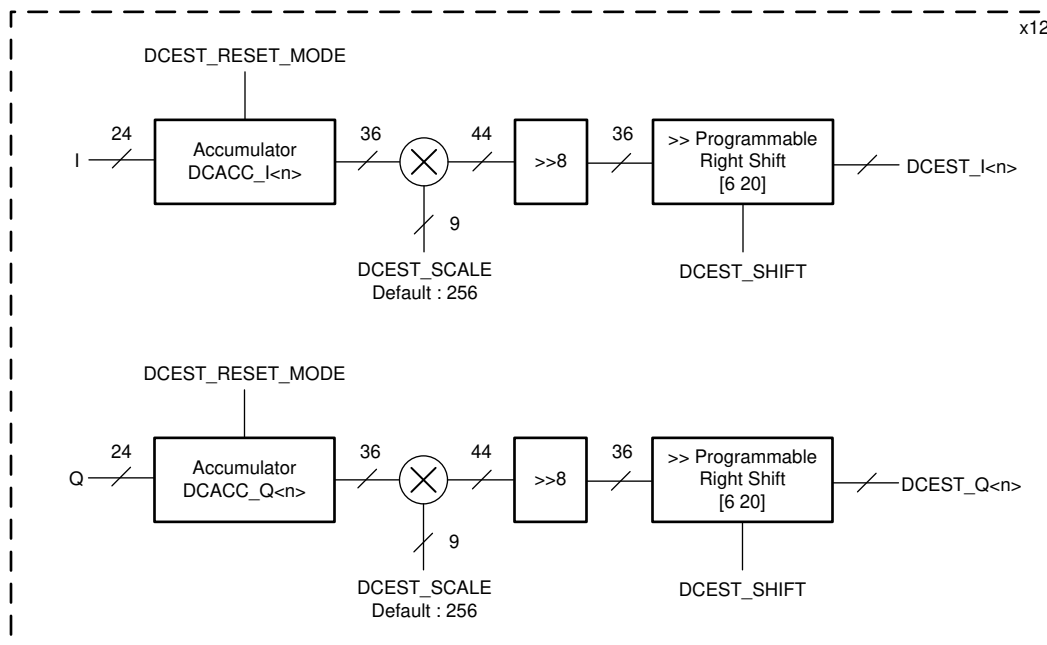 x12
DCEST_RESET_MODE
I
24
Accumulator
DCACC_I<n>
36
44
>>8
36
>> Programmable
Right Shift
[6 20]
DCEST_I<n>
9
DCEST_SCALE
Default : 256
DCEST_SHIFT
DCEST_RESET_MODE
Q
24
Accumulator
DCACC_Q<n>
36
44
>>8
36
>> Programmable
Right Shift
[6 20]
DCEST_Q<n>
9
DCEST_SCALE
Default : 256
DCEST_SHIFT